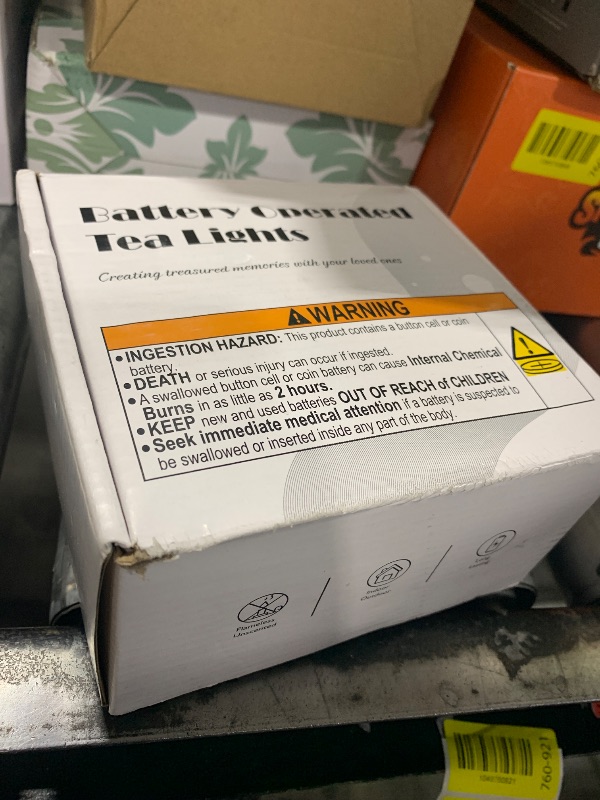 Battery Operated
Tea Lights
Creating treasured memories with your loved ones
WARNING
•INGESTION HAZARD: This product contains a button cell or coin
battery.
•DEATH or serious injury can occur if ingested.
•A swallowed button cell or coin battery can cause Internal Chemical
Burns in as little as 2 hours.
•KEEP new and used batteries OUT OF REACH of CHILDREN
•Seek immediate medical attention if a battery is suspected to
be swallowed or inserted inside any part of the body.
Flameless
Unscented
Indoor
Outdoor
Long
Lasting
760-921